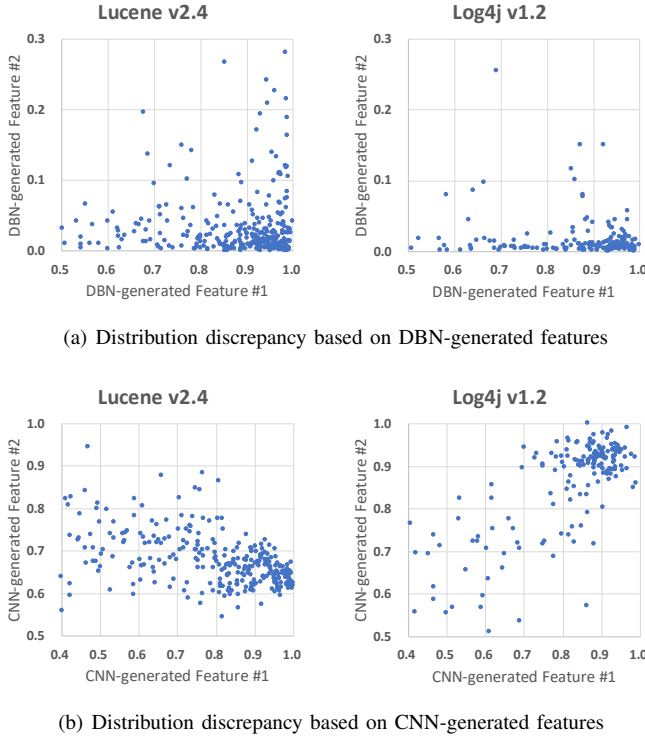 Lucene v2.4
Log4j v1.2
0.3
0.2
0.1
0.0
DBN-generated Feature #2
0.5 0.6 0.7 0.8 0.9 1.0
DBN-generated Feature #1
0.3
0.2
0.1
0.0
DBN-generated Feature #2
0.5 0.6 0.7 0.8 0.9 1.0
DBN-generated Feature #1
(a) Distribution discrepancy based on DBN-generated features
Lucene v2.4
Log4j v1.2
1.0
0.9
0.8
0.7
0.6
0.5
CNN-generated Feature #2
0.4 0.5 0.6 0.7 0.8 0.9 1.0
CNN-generated Feature #1
1.0
0.9
0.8
0.7
0.6
0.5
CNN-generated Feature #2
0.4 0.5 0.6 0.7 0.8 0.9 1.0
CNN-generated Feature #1
(b) Distribution discrepancy based on CNN-generated features